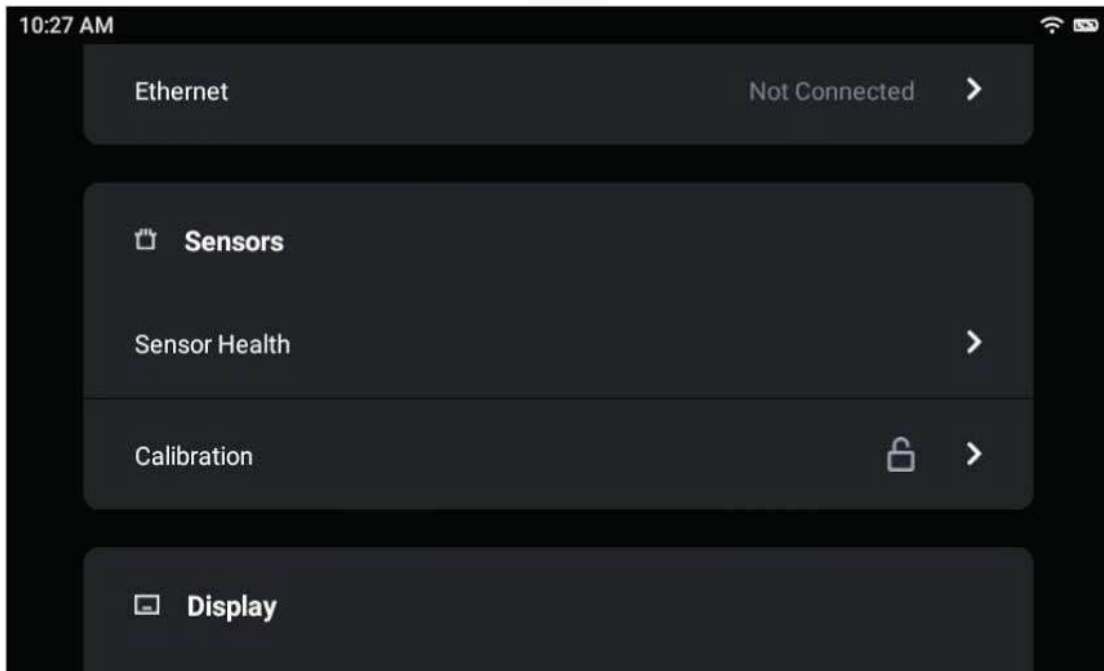 10:27 AM
Ethernet Not Connected
Sensors
Sensor Health
Calibration
Display